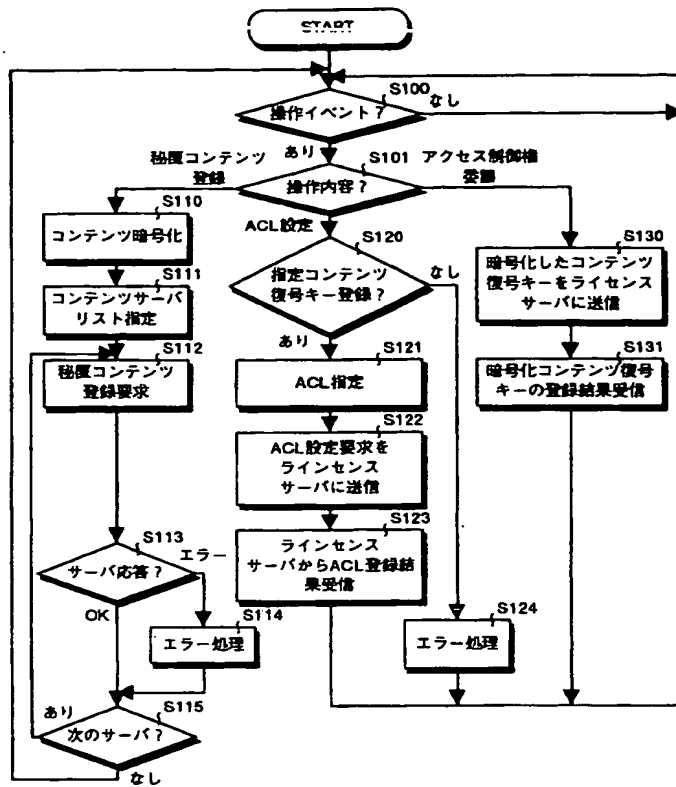 START
S100
操作イベント？
なし
あり
秘匿コンテンツ
登録
S101
操作内容？
アクセス制御権
委譲
S110
コンテンツ暗号化
S111
コンテンツサーバ
リスト指定
S112
秘匿コンテンツ
登録要求
S113
サーバ応答？
エラー
OK
S114
エラー処理
S115
次のサーバ？
あり
なし
ACL設定
S120
指定コンテンツ
復号キー登録？
なし
あり
S121
ACL指定
S122
ACL設定要求を
ラインセンス
サーバに送信
S123
ラインセンス
サーバからACL登録結
果受信
S124
エラー処理
S130
暗号化したコンテンツ
復号キーをライセンス
サーバに送信
S131
暗号化コンテンツ復号
キーの登録結果受信